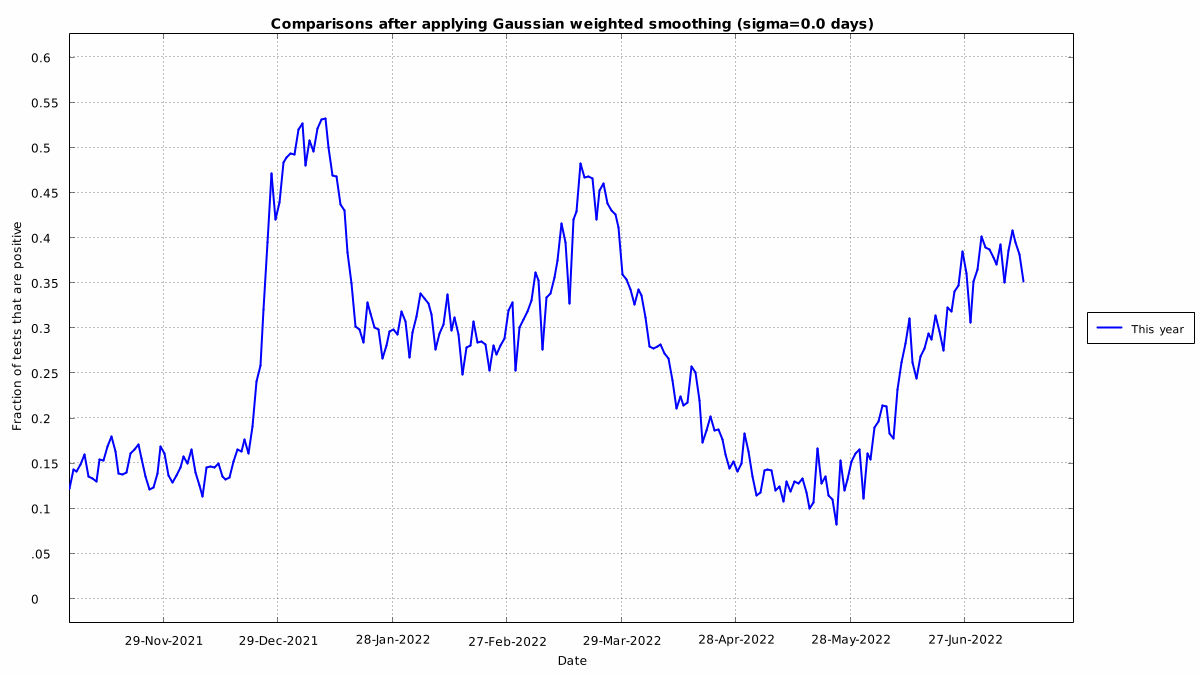 Comparisons after applying Gaussian weighted smoothing (sigma=0.0 days)
0.6
0.55
0.5
0.45
0.4
0.35
0.3
0.25
0.2
0.15
0.1
.05
0
Fraction of tests that are positive
This year
29-Nov-2021 29-Dec-2021 28-Jan-2022 27-Feb-2022 29-Mar-2022 28-Apr-2022 28-May-2022 27-Jun-2022
Date